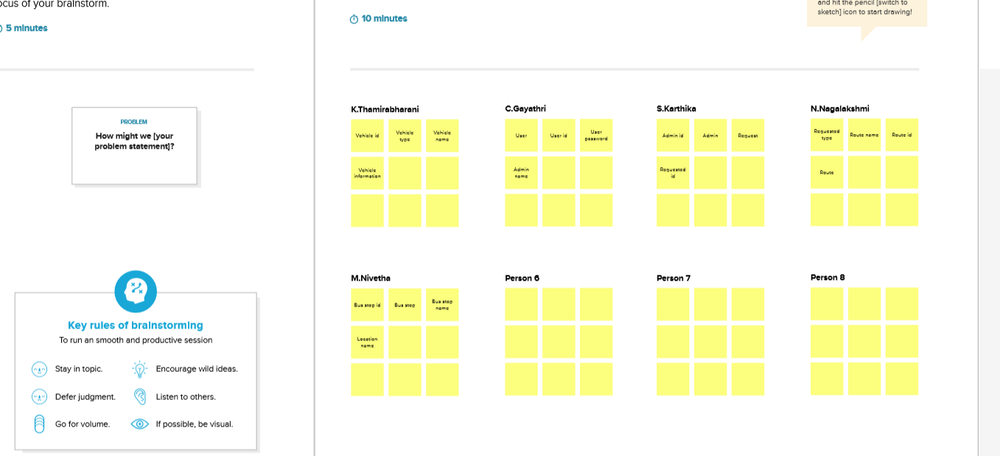 ocus of your brainstorm.
5 minutes
PROBLEM
How might we [your
problem statement]?
Key rules of brainstorming
To run an smooth and productive session
Stay in topic.
Encourage wild ideas.
Defer judgment.
Listen to others.
Go for volume.
If possible, be visual.
10 minutes
and hit the pencil [switch to
sketch] icon to start drawing!
K.Thamirabharani
Vehicle id
Vehicle
type
Vehicle
name
Vehicle
information
C.Gayathri
User
User id
User
password
Admin
name
S.Karthika
Admin id
Admin
Request
Requested
id
N.Nagalakshmi
Requested
type
Route name
Route id
Route
M.Nivetha
Bus stop id
Bus stop
Bus stop
name
Location
name
Person 6
Person 7
Person 8